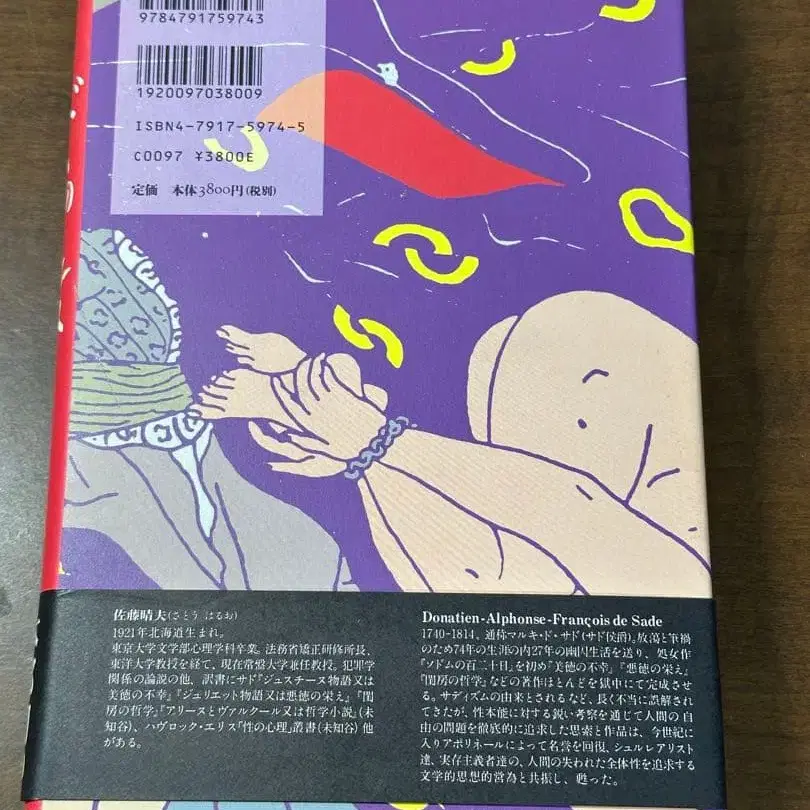 9784791759743
1920097038009
ISBN4-7917-5974-5
C0097 ¥3800E
定価 本体3800円(税別)
佐藤晴夫(さとう はるお)
1921年北海道生まれ。
東京大学文学部心理学科卒業。法務省矯正研修所長、
東洋大学教授を経て、現在常盤大学兼任教授。犯罪学
関係の論説の他、訳書にサド『ジュスチーヌ物語又は
美徳の不幸』『ジュリエット物語又は悪徳の栄え』『閨
房の哲学』『アリーヌとヴァルクール又は哲学小説』(未
知谷)、ハヴロック・エリス『性の心理』叢書(未知谷)他
がある。
Donatien-Alphonse-François de Sade
1740-1814、通称マルキ・ド・サド(サド侯爵)。放蕩と筆禍
のため74年の生涯の内27年の幽囚生活を送り、処女作
『ソドムの百二十日』を初め『美徳の不幸』『悪徳の栄え』
『閨房の哲学』などの著作ほとんどを獄中にて完成させ
る。サディズムの由来とされるなど、長く不当に誤解され
てきたが、性本能に対する鋭い考察を通じて人間の自
由の問題を徹底的に追求した思索と作品は、今世紀に
入りアポリネールによって名誉を回復、シュルレアリスト
達、実存主義者達の、人間の失われた全体性を追求する
文学的思想的営為と共振し、甦った。